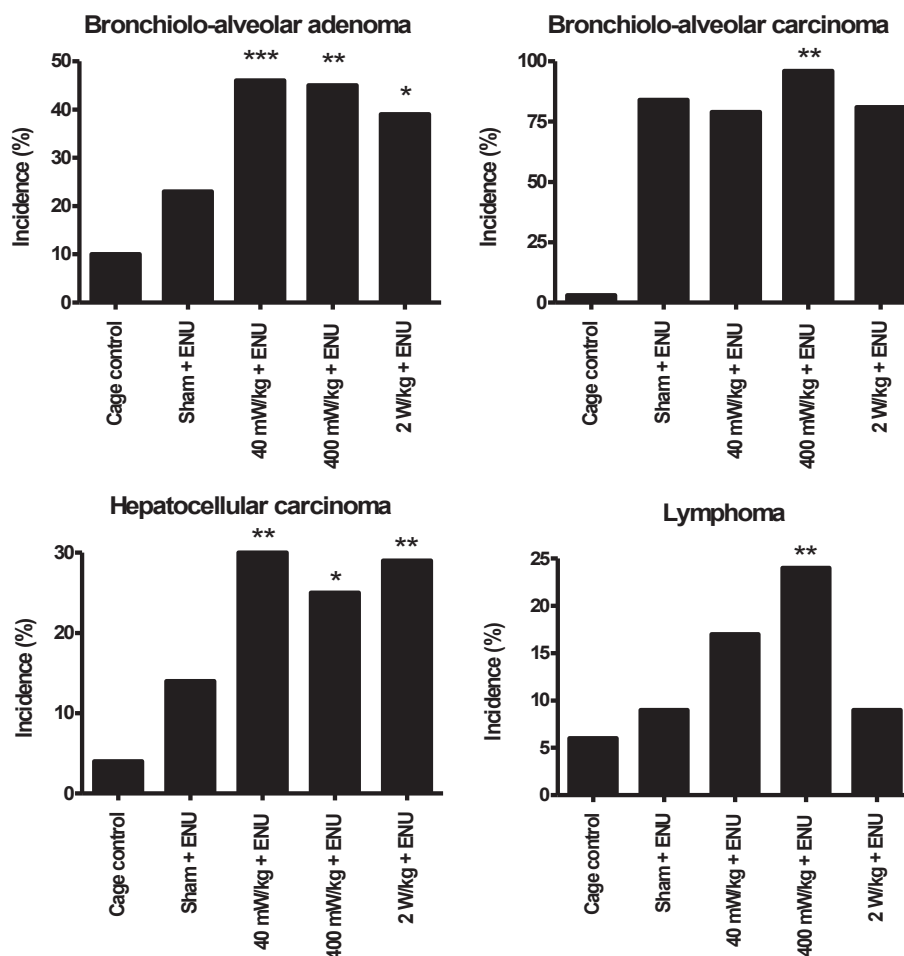 Bronchiolo-alveolar adenoma
Incidence (%)
50
40
30
20
10
0
***
**
*
Cage control
Sham + ENU
40 mW/kg + ENU
400 mW/kg + ENU
2 W/kg + ENU
Bronchiolo-alveolar carcinoma
Incidence (%)
100
75
50
25
0
**
Cage control
Sham + ENU
40 mW/kg + ENU
400 mW/kg + ENU
2 W/kg + ENU
Hepatocellular carcinoma
Incidence (%)
30
20
10
0
**
*
**
Cage control
Sham + ENU
40 mW/kg + ENU
400 mW/kg + ENU
2 W/kg + ENU
Lymphoma
Incidence (%)
25
20
15
10
5
0
**
Cage control
Sham + ENU
40 mW/kg + ENU
400 mW/kg + ENU
2 W/kg + ENU